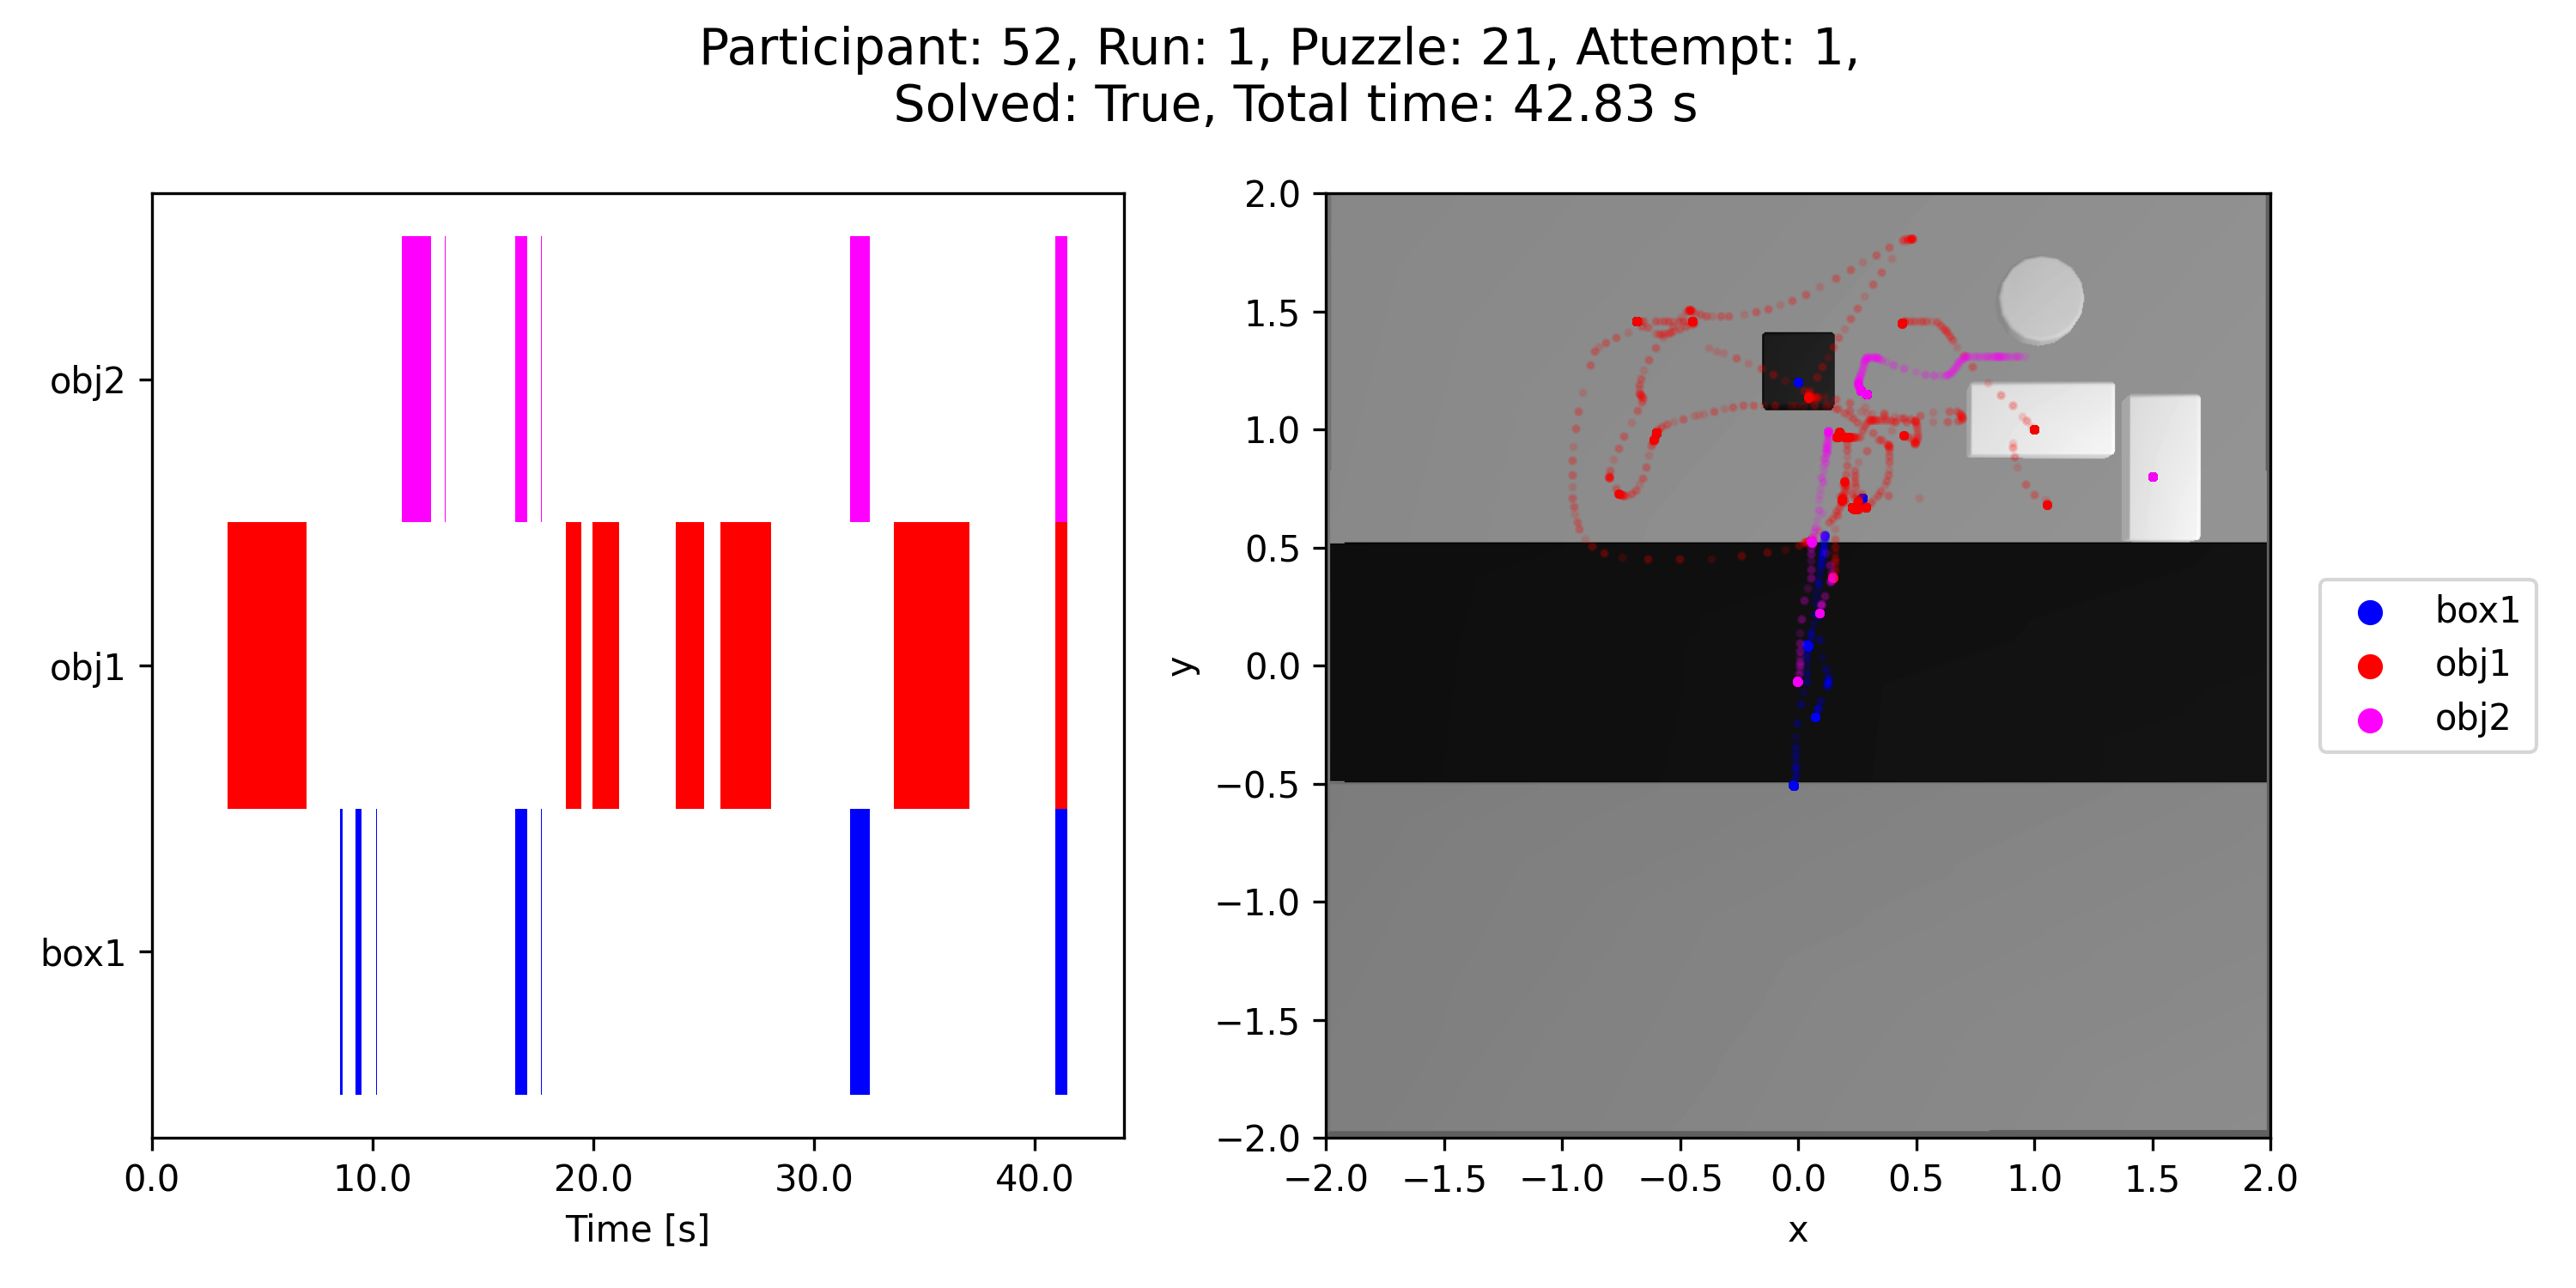 Participant: 52, Run: 1, Puzzle: 21, Attempt: 1,
Solved: True, Total time: 42.83 s
obj2
obj1
box1
0.0 10.0 20.0 30.0 40.0
Time [s]
2.0
1.5
1.0
0.5
0.0
−0.5
−1.0
−1.5
−2.0
y
−2.0 −1.5 −1.0 −0.5 0.0 0.5 1.0 1.5 2.0
x
box1
obj1
obj2